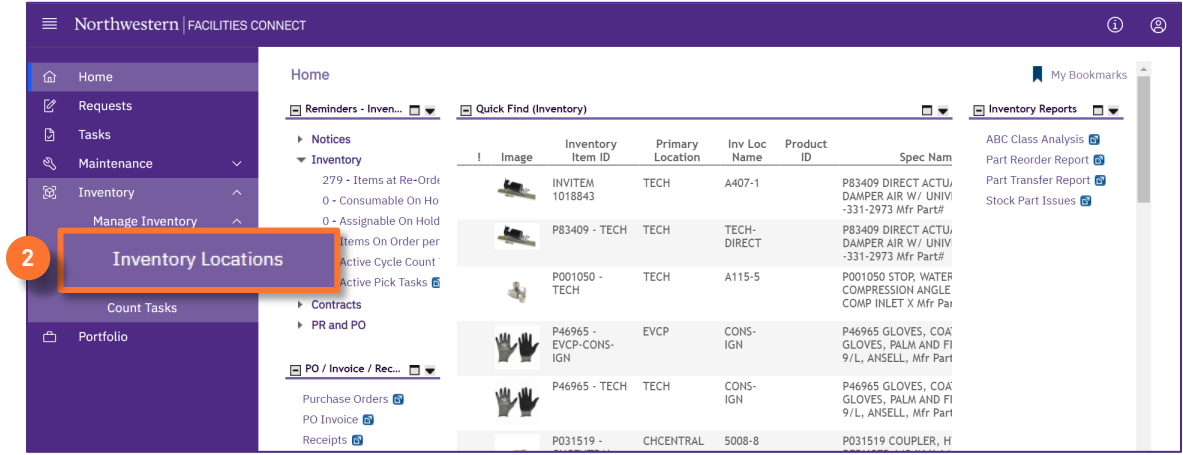 Northwestern | FACILITIES CONNECT
Home
Requests
Tasks
Maintenance
Inventory
Manage Inventory
2
Inventory Locations
Count Tasks
Portfolio
Home
My Bookmarks
Reminders - Inven...
Notices
Inventory
279 - Items at Re-Orde
0 - Consumable On Ho
0 - Assignable On Hold
Items On Order per
Active Cycle Count
Active Pick Tasks
Contracts
PR and PO
PO / Invoice / Rec...
Purchase Orders
PO Invoice
Receipts
Quick Find (Inventory)
! Image Inventory Item ID Primary Location Inv Loc Name Product ID Spec Nam
INVITEM TECH A407-1 P83409 DIRECT ACTU
1018843 DAMPER AIR W/ UNIV
-331-2973 Mfr Part#
P83409 - TECH TECH TECH- P83409 DIRECT ACTU
DIRECT DAMPER AIR W/ UNIV
-331-2973 Mfr Part#
P001050 - TECH A115-5 P001050 STOP, WATER
TECH COMPRESSION ANGLE
COMP INLET X Mfr Par
P46965 - EVCP CONS- P46965 GLOVES, COA
EVCP-CONS- IGN GLOVES, PALM AND FI
IGN 9/L, ANSELL, Mfr Part
P46965 - TECH TECH CONS- P46965 GLOVES, COA
IGN GLOVES, PALM AND FI
9/L, ANSELL, Mfr Part
P031519 - CHCENTRAL 5008-8 P031519 COUPLER, H
Inventory Reports
ABC Class Analysis
Part Reorder Report
Part Transfer Report
Stock Part Issues